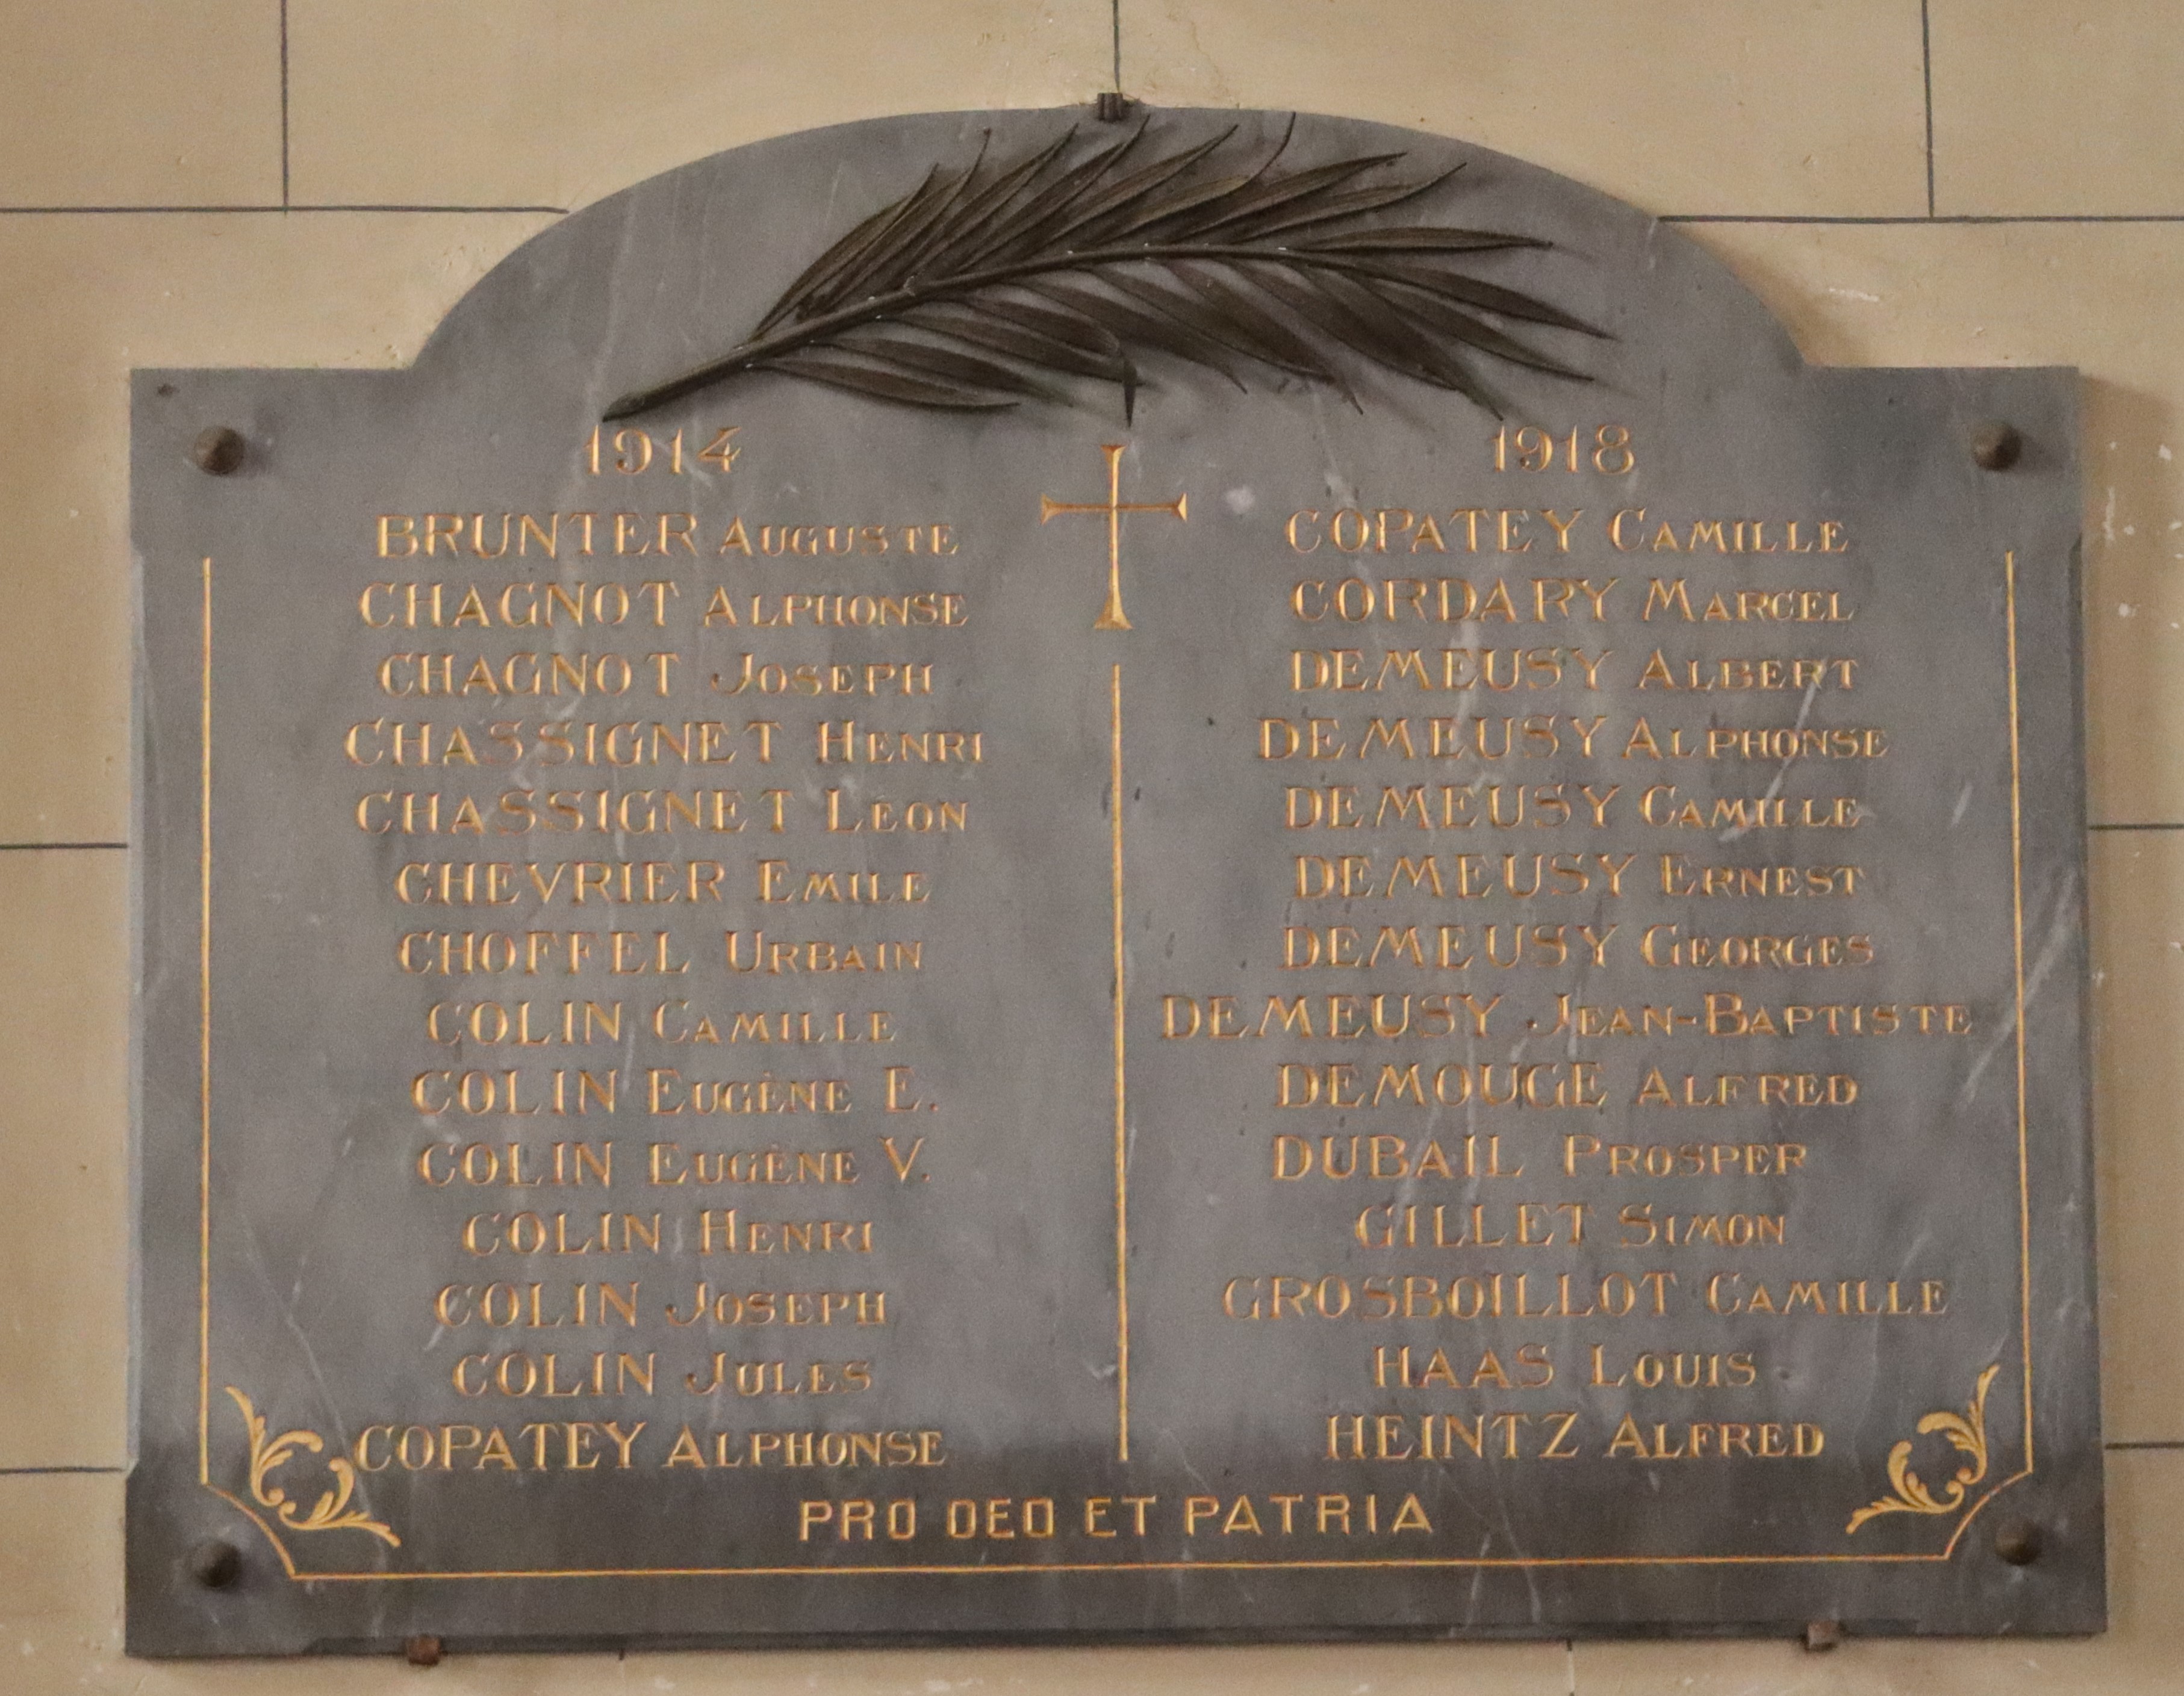 1914
BRUNTER AUGUSTE
CHAGNOT ALPHONSE
CHAGNOT JOSEPH
CHASSIGNET HENRI
CHASSIGNET LÉON
CHEVRIER EMILE
CHOFFEL URBAIN
COLIN CAMILLE
COLIN EUGÈNE E.
COLIN EUGÈNE V.
COLIN HENRI
COLIN JOSEPH
COLIN JULES
COPATEY ALPHONSE
1918
COPATEY CAMILLE
CORDARY MARCEL
DEMEUSY ALBERT
DEMEUSY ALPHONSE
DEMEUSY CAMILLE
DEMEUSY ERNEST
DEMEUSY GEORGES
DEMEUSY JEAN-BAPTISTE
DEMOUGE ALFRED
DUBAIL PROSPER
GILLET SIMON
GROSBOILLOT CAMILLE
HAAS LOUIS
HEINTZ ALFRED
PRO DEO ET PATRIA